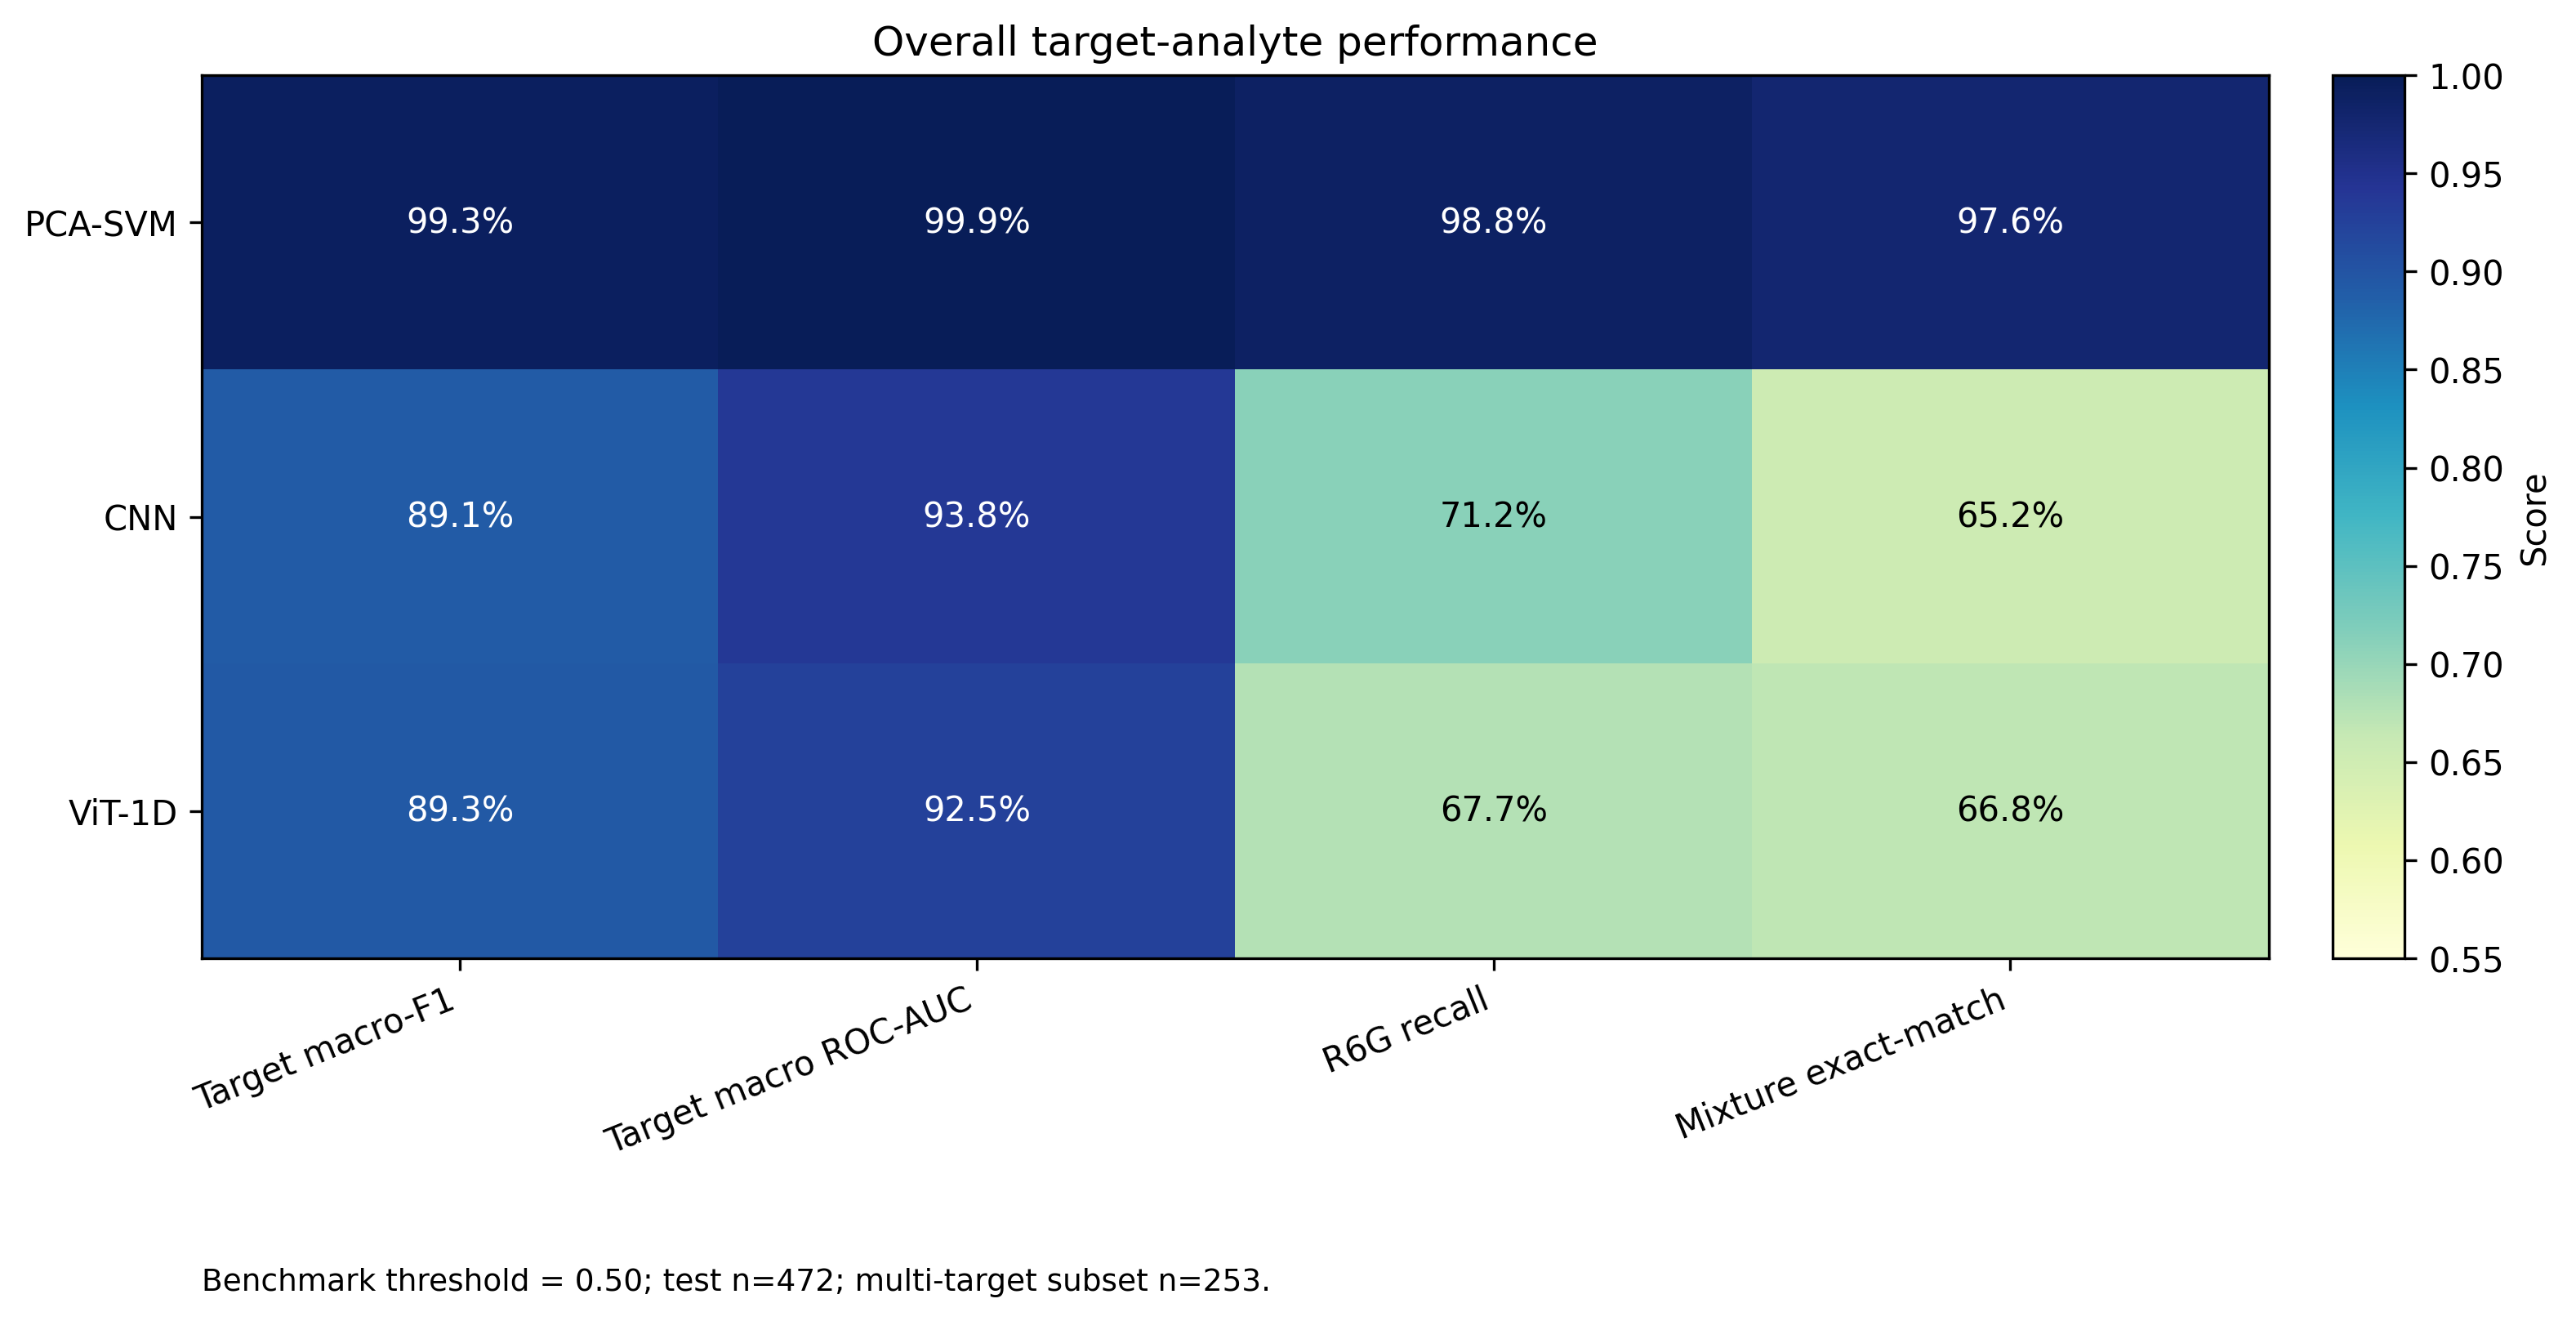 Overall target-analyte performance
PCA-SVM
99.3%
99.9%
98.8%
97.6%
CNN
89.1%
93.8%
71.2%
65.2%
ViT-1D
89.3%
92.5%
67.7%
66.8%
Target macro-F1
Target macro ROC-AUC
R6G recall
Mixture exact-match
1.00
0.95
0.90
0.85
0.80
0.75
0.70
0.65
0.60
0.55
Score
Benchmark threshold = 0.50; test n=472; multi-target subset n=253.